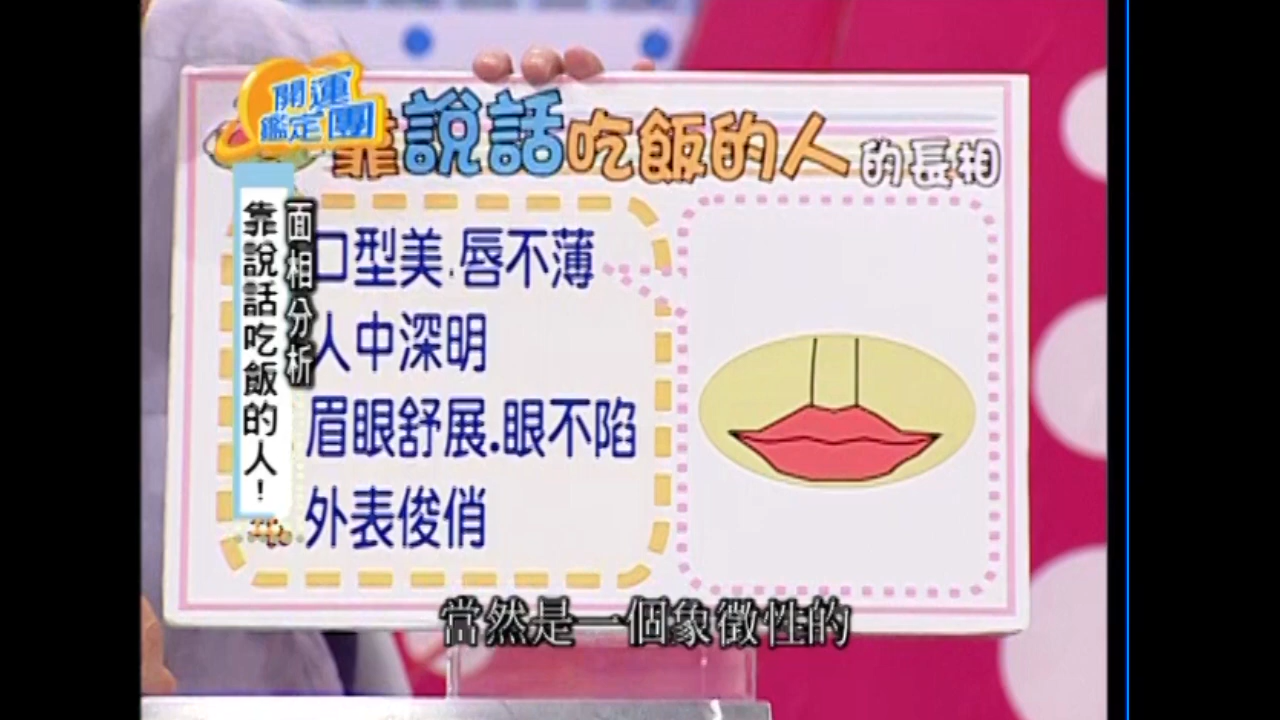 開運
鑑定團
靠說話吃飯的人的長相
面相分析
靠說話吃飯的人!
口型美.唇不薄
人中深明
眉眼舒展.眼不陷
外表俊俏
當然是一個象徵性的